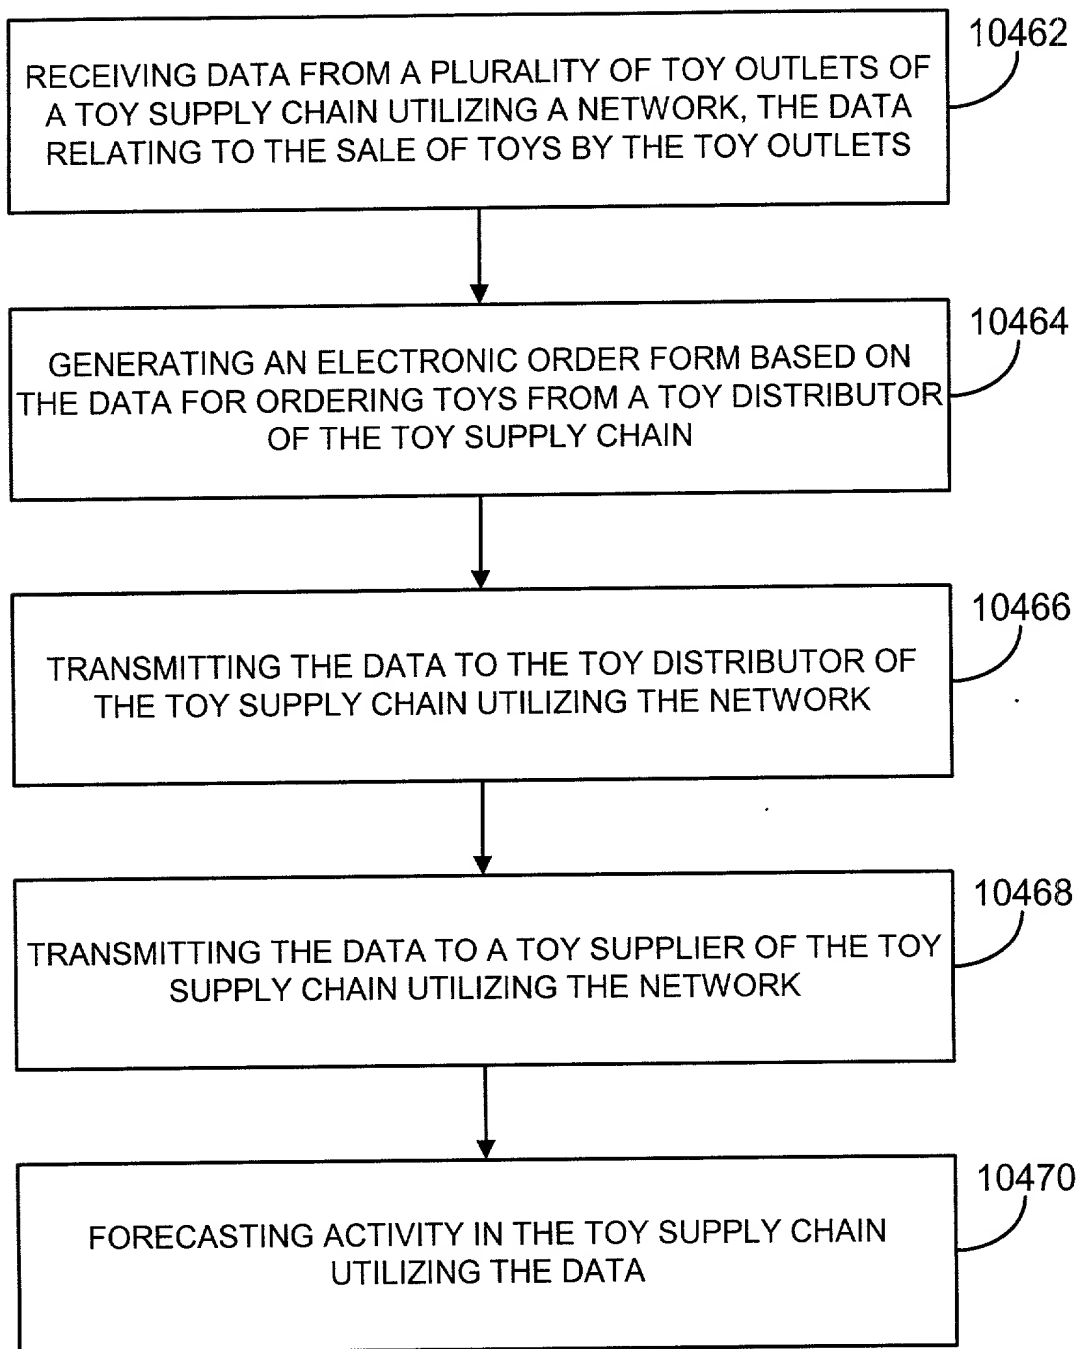 10462
RECEIVING DATA FROM A PLURALITY OF TOY OUTLETS OF
A TOY SUPPLY CHAIN UTILIZING A NETWORK, THE DATA
RELATING TO THE SALE OF TOYS BY THE TOY OUTLETS
10464
GENERATING AN ELECTRONIC ORDER FORM BASED ON
THE DATA FOR ORDERING TOYS FROM A TOY DISTRIBUTOR
OF THE TOY SUPPLY CHAIN
10466
TRANSMITTING THE DATA TO THE TOY DISTRIBUTOR OF
THE TOY SUPPLY CHAIN UTILIZING THE NETWORK
10468
TRANSMITTING THE DATA TO A TOY SUPPLIER OF THE TOY
SUPPLY CHAIN UTILIZING THE NETWORK
10470
FORECASTING ACTIVITY IN THE TOY SUPPLY CHAIN
UTILIZING THE DATA